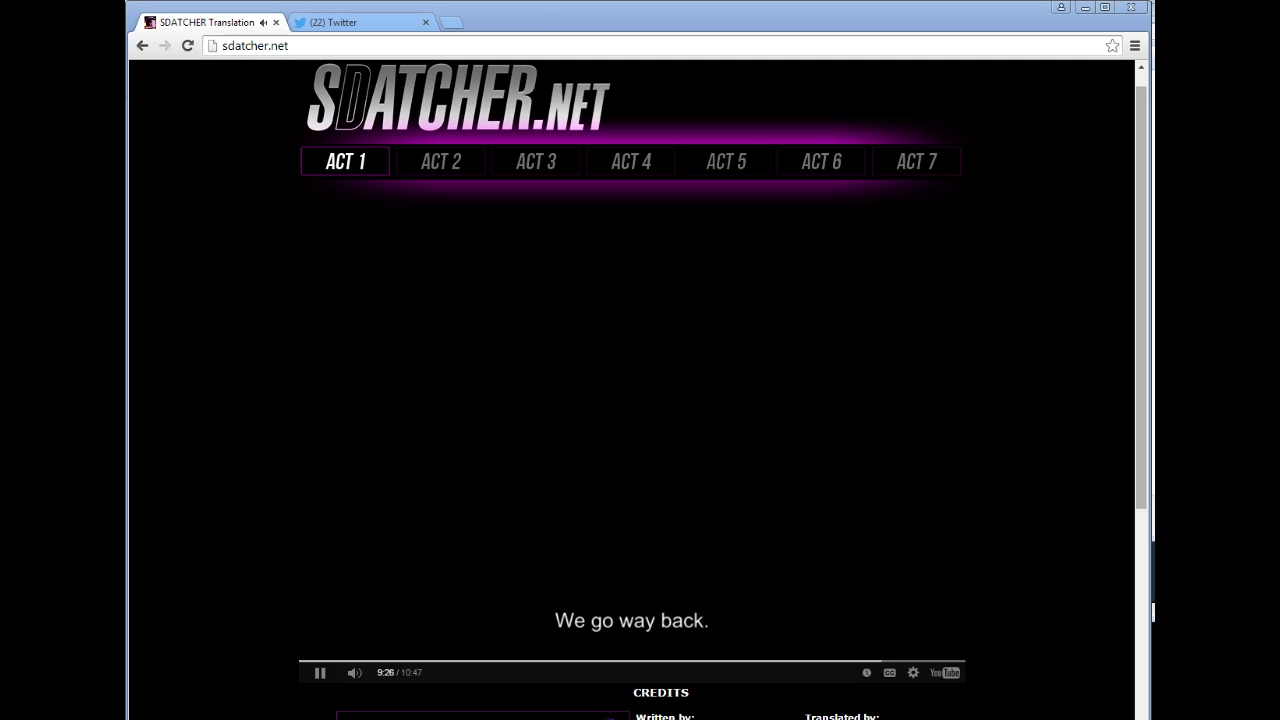 SDATCHER Translation
(22) Twitter
sdatcher.net
SDATCHER.NET
ACT 1 ACT 2 ACT 3 ACT 4 ACT 5 ACT 6 ACT 7
We go way back.
9:26 / 10:47
CC
YouTube
CREDITS
Written by: Translated by: